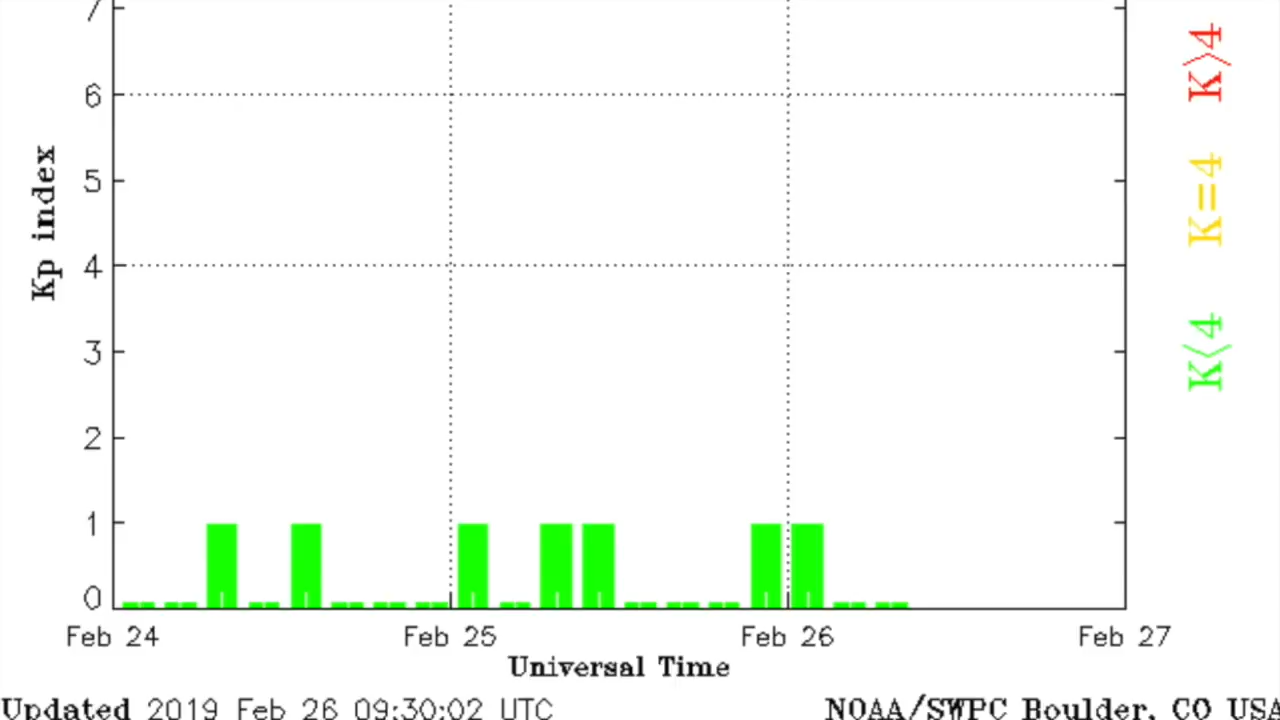 7
6
5
4
3
2
1
0
Kp index
Feb 24 Feb 25 Feb 26 Feb 27
Universal Time
K<4 K=4 K>4
Updated 2019 Feb 26 09:30:02 UTC
NOAA/SWPC Boulder, CO USA